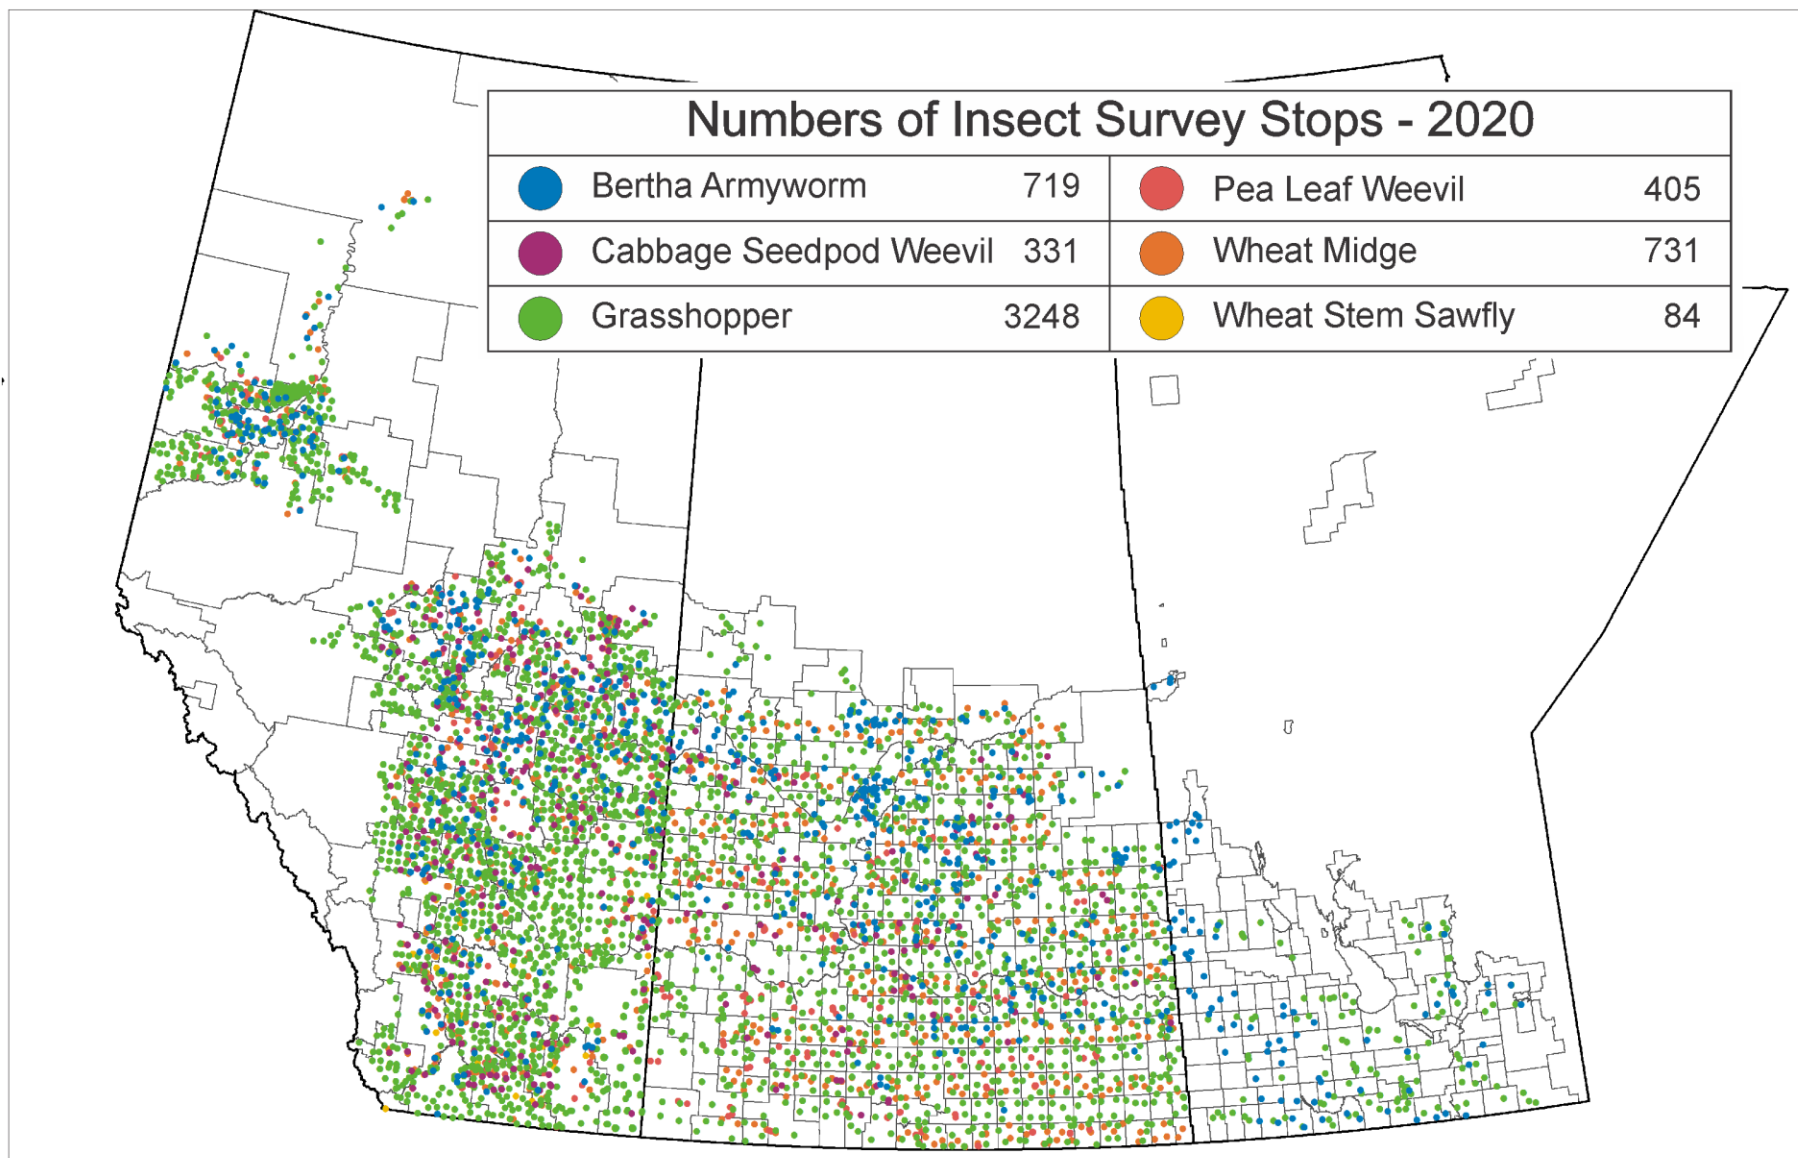 Numbers of Insect Survey Stops - 2020
Bertha Armyworm 719 Pea Leaf Weevil 405
Cabbage Seedpod Weevil 331 Wheat Midge 731
Grasshopper 3248 Wheat Stem Sawfly 84